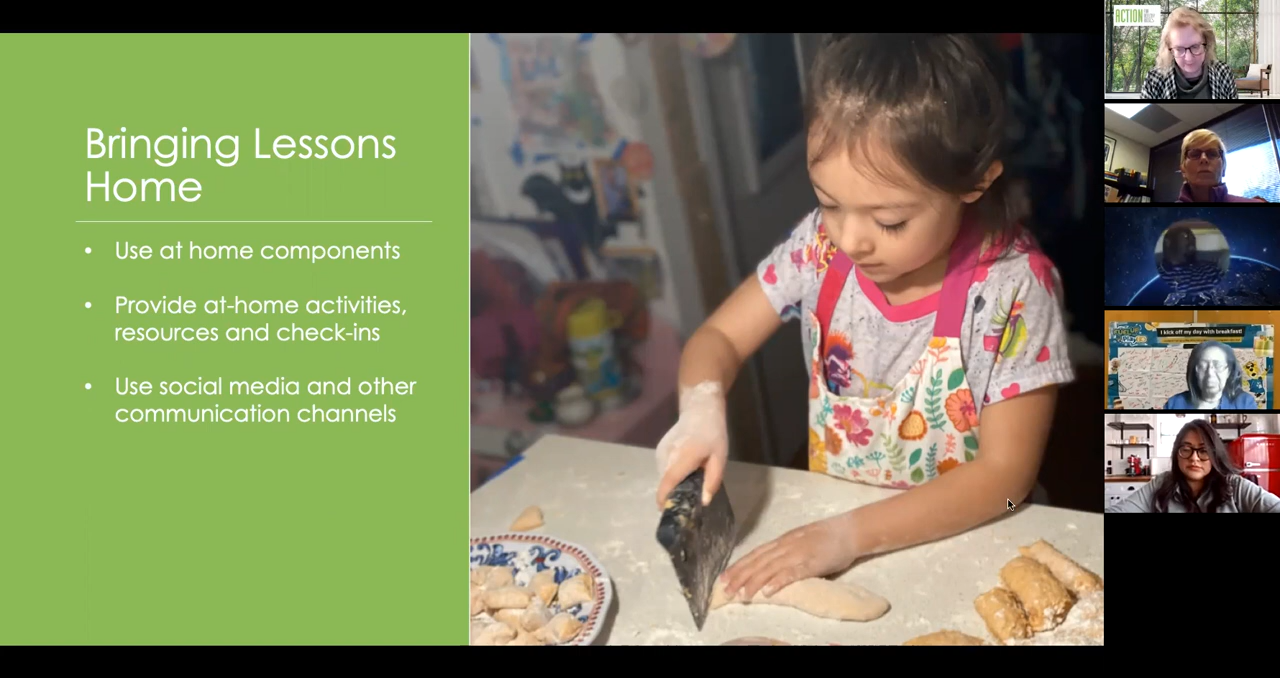 Bringing Lessons
Home
• Use at home components
• Provide at-home activities,
resources and check-ins
• Use social media and other
communication channels
ACTION
I kick off my day with breakfast!